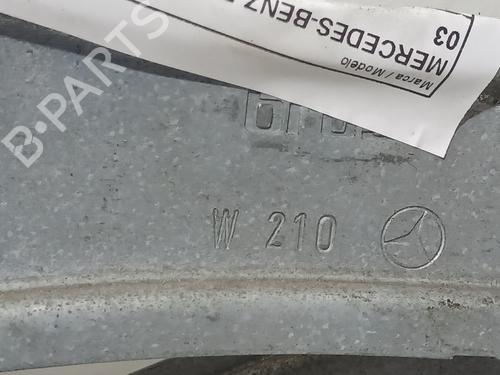 Marca / Modelo
MERCEDES-BENZ
03
W 210
B-PARTS